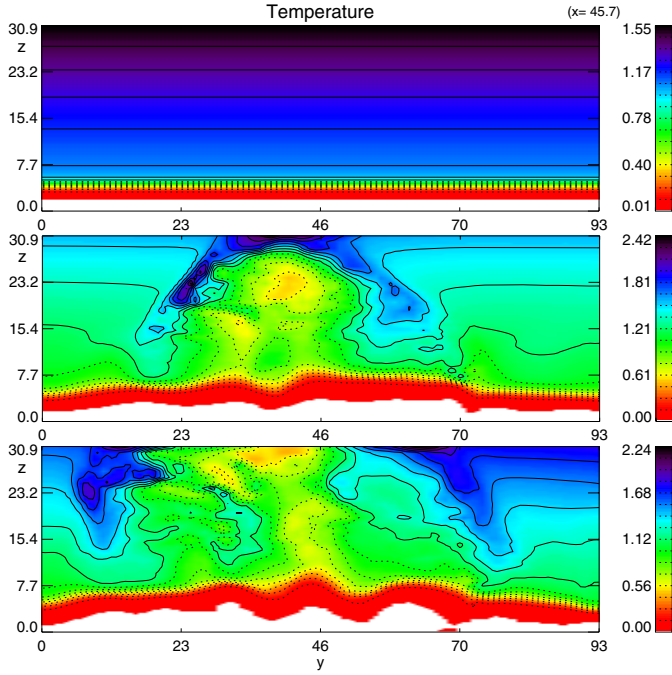 Temperature (x= 45.7)
30.9 1.55
z
23.2 1.17
15.4 0.78
7.7 0.40
0.0 0.01
0 23 46 70 93
30.9 2.42
z
23.2 1.81
15.4 1.21
7.7 0.61
0.0 0.00
0 23 46 70 93
30.9 2.24
z
23.2 1.68
15.4 1.12
7.7 0.56
0.0 0.00
0 23 46 70 93
y